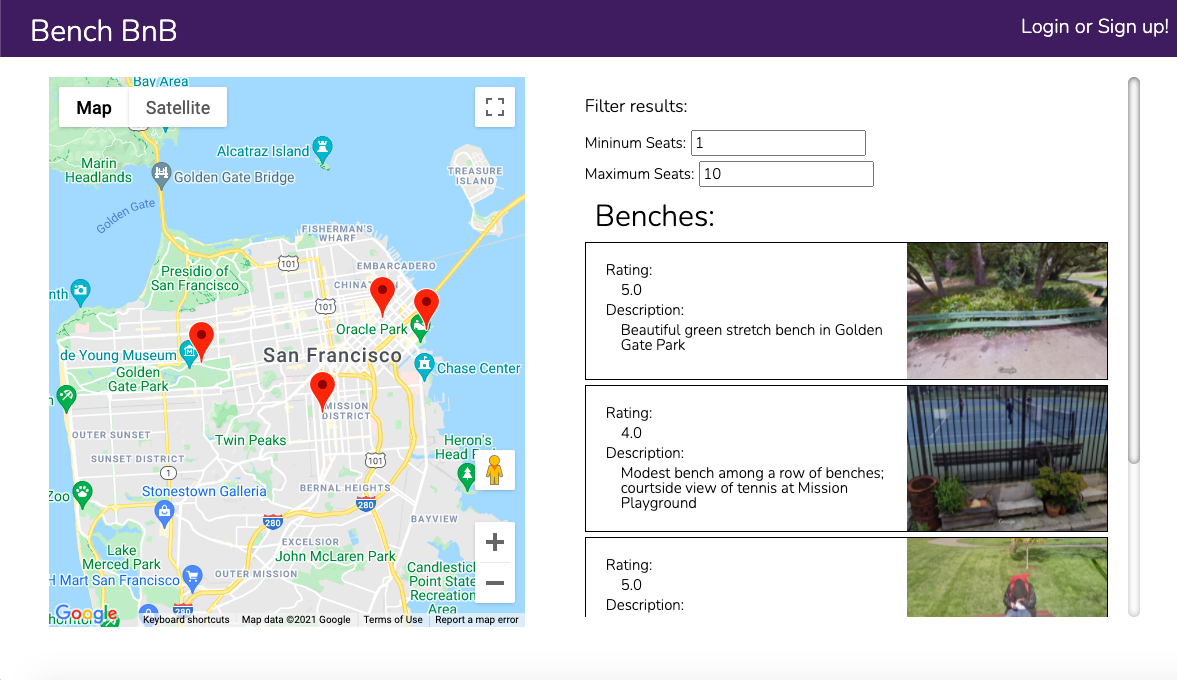 Bench BnB
Login or Sign up!
Bay Area
Map
Satellite
Alcatraz Island
Marin
Headlands
Golden Gate Bridge
TREASURE
ISLAND
Golden Gate
FISHERMAN'S
WHARF
101
EMBARCADERO
Presidio of
San Francisco
nth
CHINA
101
Oracle Park
de Young Museum
San Francisco
Golden
Gate Park
Chase Center
MISSION
DISTRICT
OUTER SUNSET
Twin Peaks
Heron's
Head
SUNSET DISTRICT
101
1
Zoo
Stonestown Galleria
BERNAL HEIGHTS
280
280
BAYVIEW
EXCELSIOR
Lake
Merced Park
John McLaren Park
OUTER MISSION
Candlestick
Point State
Recreation
Area
H Mart San Francisco
280
Google
Keyboard shortcuts
Map data ©2021 Google
Terms of Use
Report a map error
Filter results:
Mininum Seats: 1
Maximum Seats: 10
Benches:
Rating:
5.0
Description:
Beautiful green stretch bench in Golden
Gate Park
Google
Rating:
4.0
Description:
Modest bench among a row of benches;
courtside view of tennis at Mission
Playground
Google
Rating:
5.0
Description: